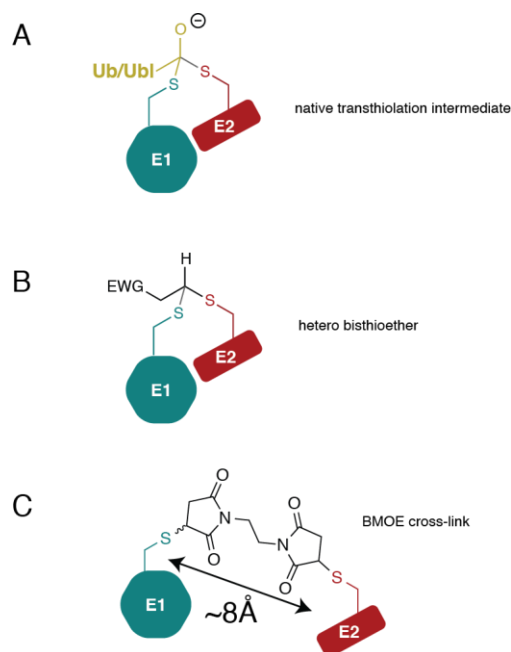 A
O ⊖
Ub/Ubl S S
E1 E2
native transthiolation intermediate
B
H
EWG S S
E1 E2
hetero bisthioether
C
BMOE cross-link
O O
S N N
O O S
E1 ~8Å E2